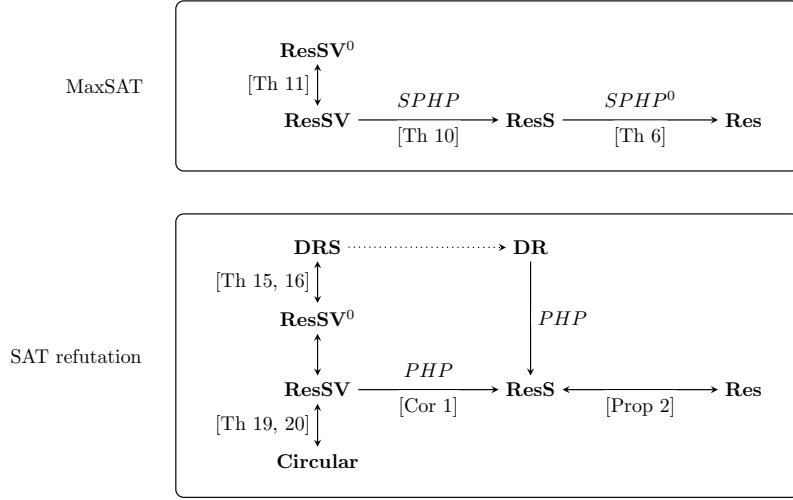 ResSV⁰
MaxSAT
[Th 11]
SPHP
SPHP⁰
ResSV
ResS
Res
[Th 10]
[Th 6]
DRS
DR
[Th 15, 16]
ResSV⁰
PHP
SAT refutation
PHP
ResSV
ResS
Res
[Cor 1]
[Prop 2]
[Th 19, 20]
Circular